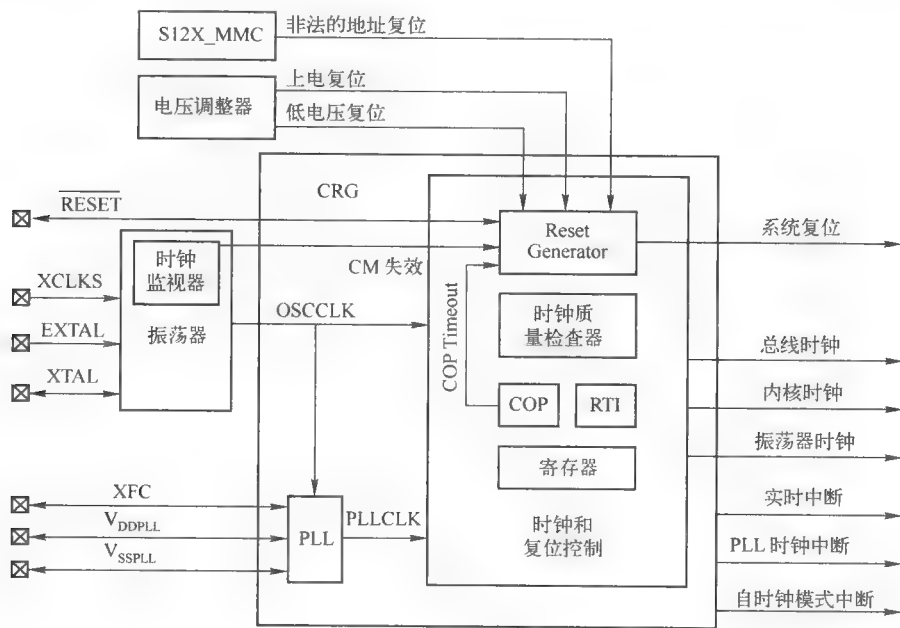 S12X_MMC
非法的地址复位
电压调整器
上电复位
低电压复位
CRG
RESET
时钟
监视器
CM 失效
Reset
Generator
系统复位
XCLKS
EXTAL
XTAL
振荡器
OSCCLK
COP Timeout
时钟质
量检查器
总线时钟
内核时钟
COP
RTI
振荡器时钟
寄存器
XFC
VDDPLL
VSSPLL
PLL
PLLCLK
时钟和
复位控制
实时中断
PLL 时钟中断
自时钟模式中断